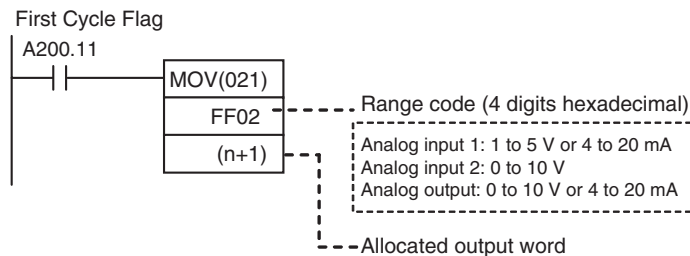 First Cycle Flag
A200.11
MOV(021)
FF02
(n+1)
Range code (4 digits hexadecimal)
Analog input 1: 1 to 5 V or 4 to 20 mA
Analog input 2: 0 to 10 V
Analog output: 0 to 10 V or 4 to 20 mA
Allocated output word